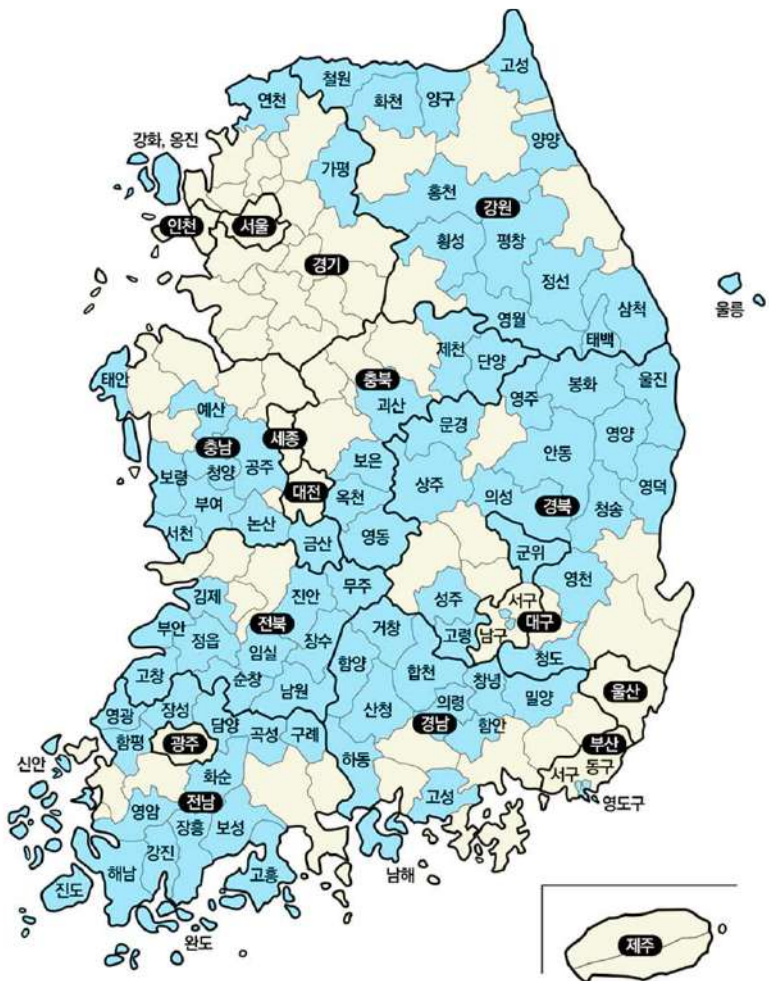 고성
철원
화천
양구
연천
강화, 옹진
양양
가평
홍천
강원
인천
서울
횡성
평창
경기
정선
삼척
울릉
영월
태백
제천
단양
태안
충북
봉화
울진
영주
예산
괴산
문경
영양
충남
세종
안동
보령
청양
공주
보은
대전
상주
의성
경북
영덕
부여
옥천
청송
서천
논산
금산
영동
군위
김제
진안
무주
영천
성주
서구
부안
전북
거창
대구
정읍
임실
장수
고령
남구
함양
합천
청도
고창
순창
남원
창녕
밀양
울산
영광
장성
담양
산청
의령
경남
함안
함평
광주
곡성
구례
부산
신안
화순
하동
서구
동구
영암
전남
고성
영도구
장흥
보성
강진
해남
고흥
남해
진도
완도
제주